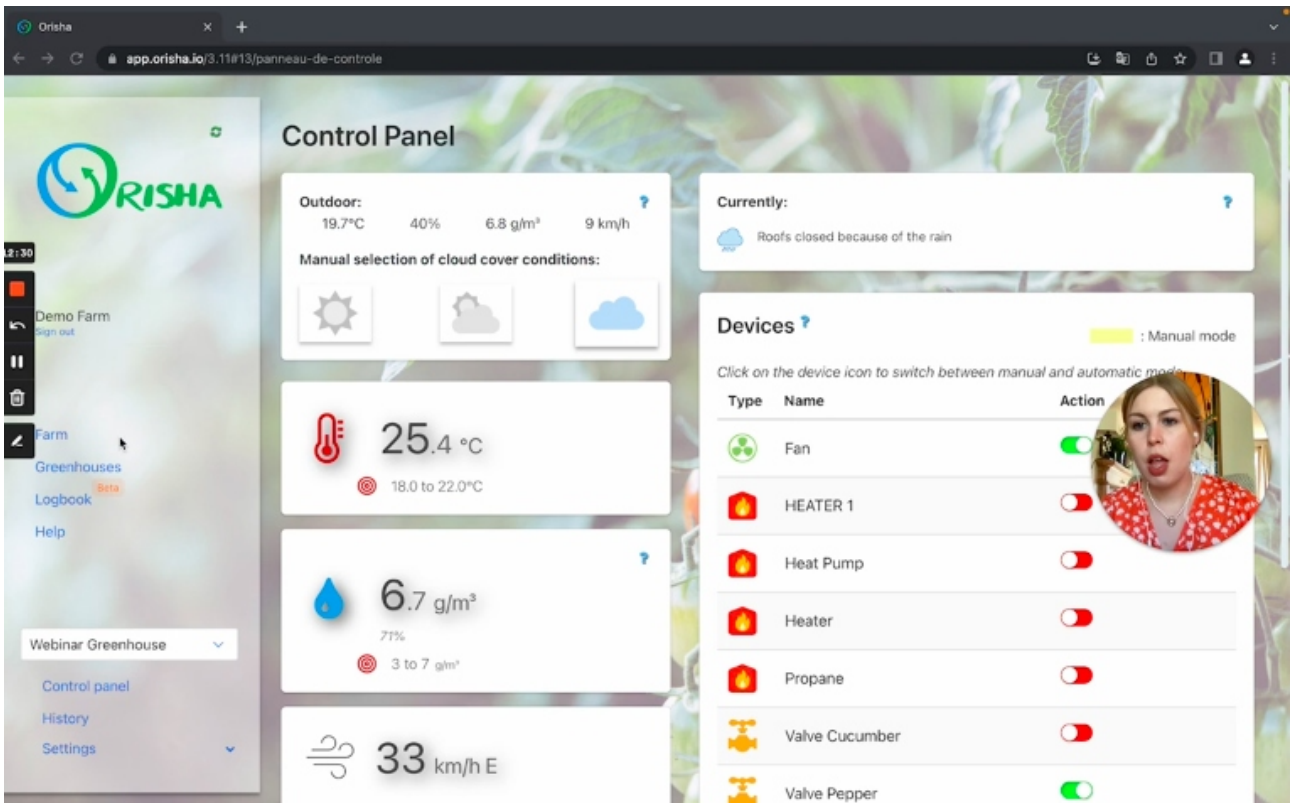 Orisha
app.orisha.io/3.11#13/panneau-de-controle
ORISHA
12:30
Demo Farm
Sign out
Farm
Greenhouses
Logbook Beta
Help
Webinar Greenhouse
Control panel
History
Settings
Control Panel
Outdoor: ?
19.7°C 40% 6.8 g/m³ 9 km/h
Manual selection of cloud cover conditions:
25.4 °C
18.0 to 22.0°C
?
6.7 g/m³
71%
3 to 7 g/m³
33 km/h E
Currently: ?
Roofs closed because of the rain
Devices ?
: Manual mode
Click on the device icon to switch between manual and automatic mode
Type Name Action
Fan
HEATER 1
Heat Pump
Heater
Propane
Valve Cucumber
Valve Pepper